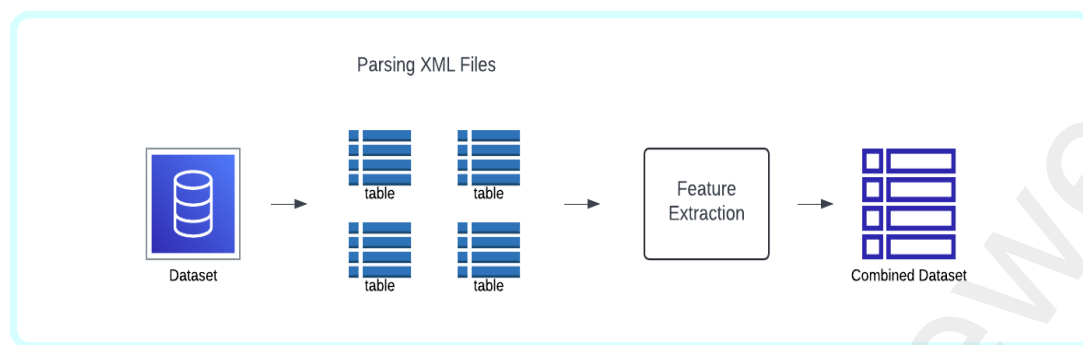 Parsing XML Files
table
table
Feature
Extraction
table
table
Dataset
Combined Dataset